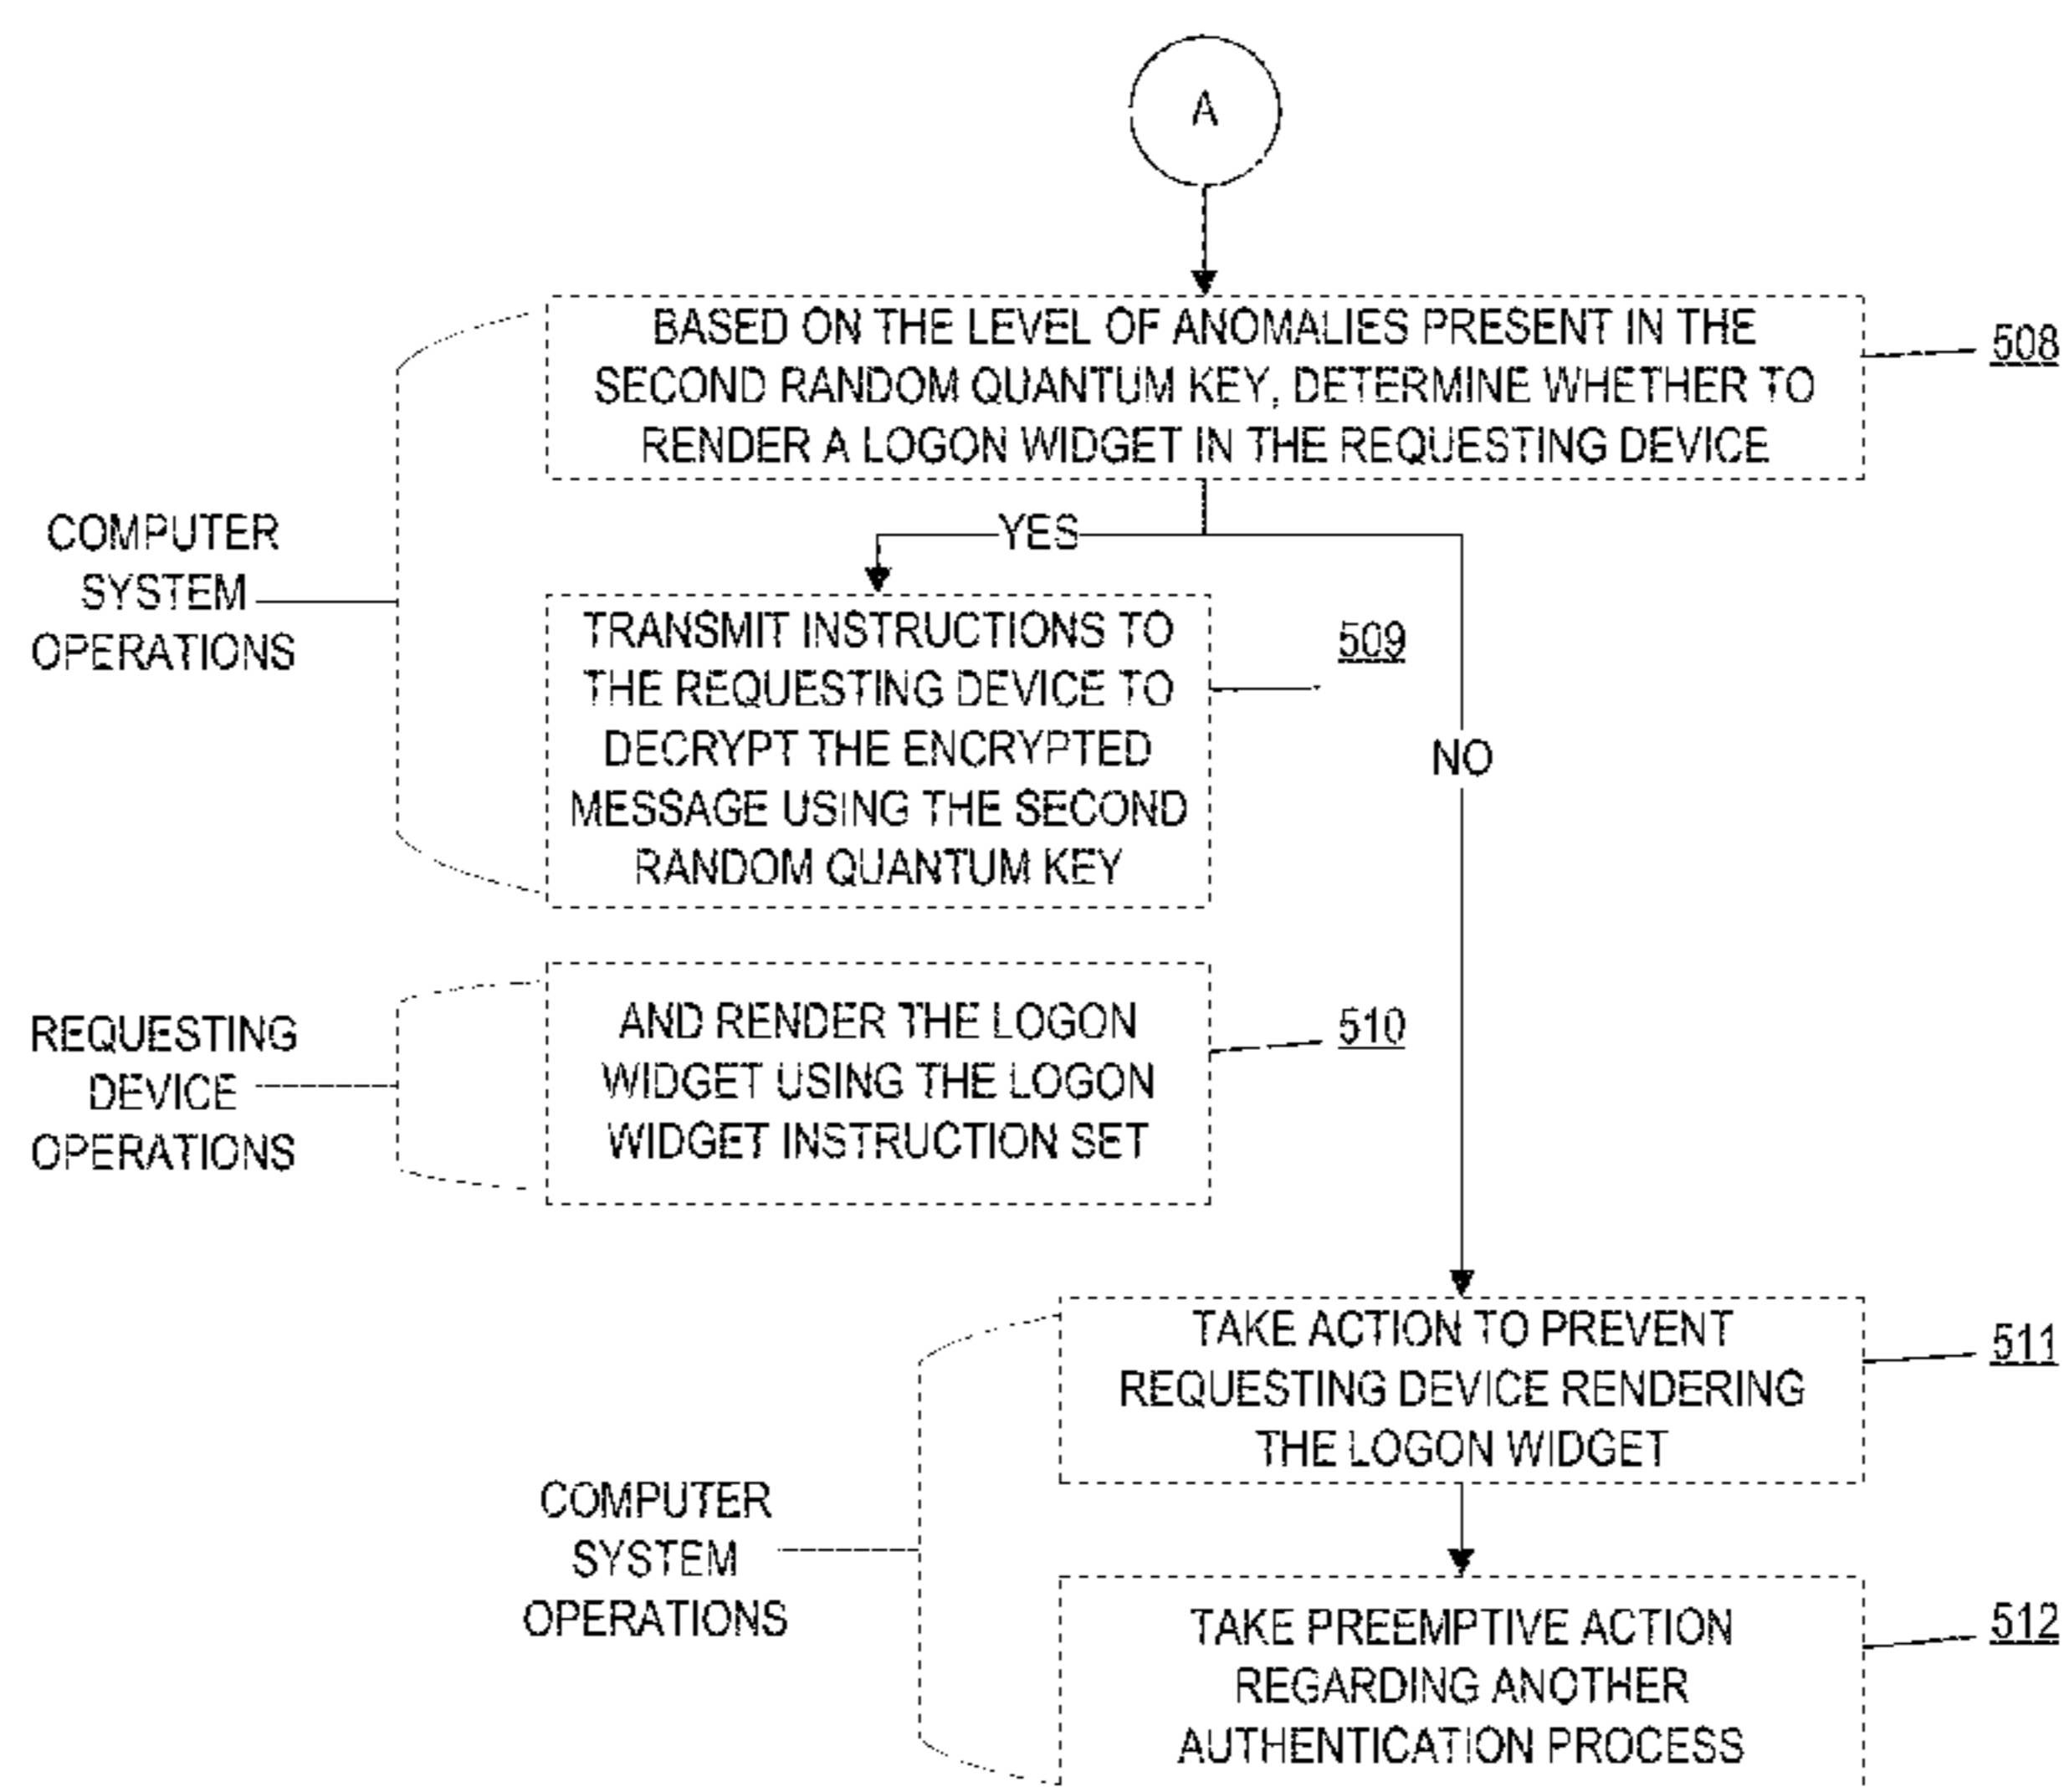 A
BASED ON THE LEVEL OF ANOMALIES PRESENT IN THE
SECOND RANDOM QUANTUM KEY, DETERMINE WHETHER TO
RENDER A LOGON WIDGET IN THE REQUESTING DEVICE
508
YES
COMPUTER
SYSTEM
OPERATIONS
TRANSMIT INSTRUCTIONS TO
THE REQUESTING DEVICE TO
DECRYPT THE ENCRYPTED
MESSAGE USING THE SECOND
RANDOM QUANTUM KEY
509
NO
REQUESTING
DEVICE
OPERATIONS
AND RENDER THE LOGON
WIDGET USING THE LOGON
WIDGET INSTRUCTION SET
510
TAKE ACTION TO PREVENT
REQUESTING DEVICE RENDERING
THE LOGON WIDGET
511
COMPUTER
SYSTEM
OPERATIONS
TAKE PREEMPTIVE ACTION
REGARDING ANOTHER
AUTHENTICATION PROCESS
512